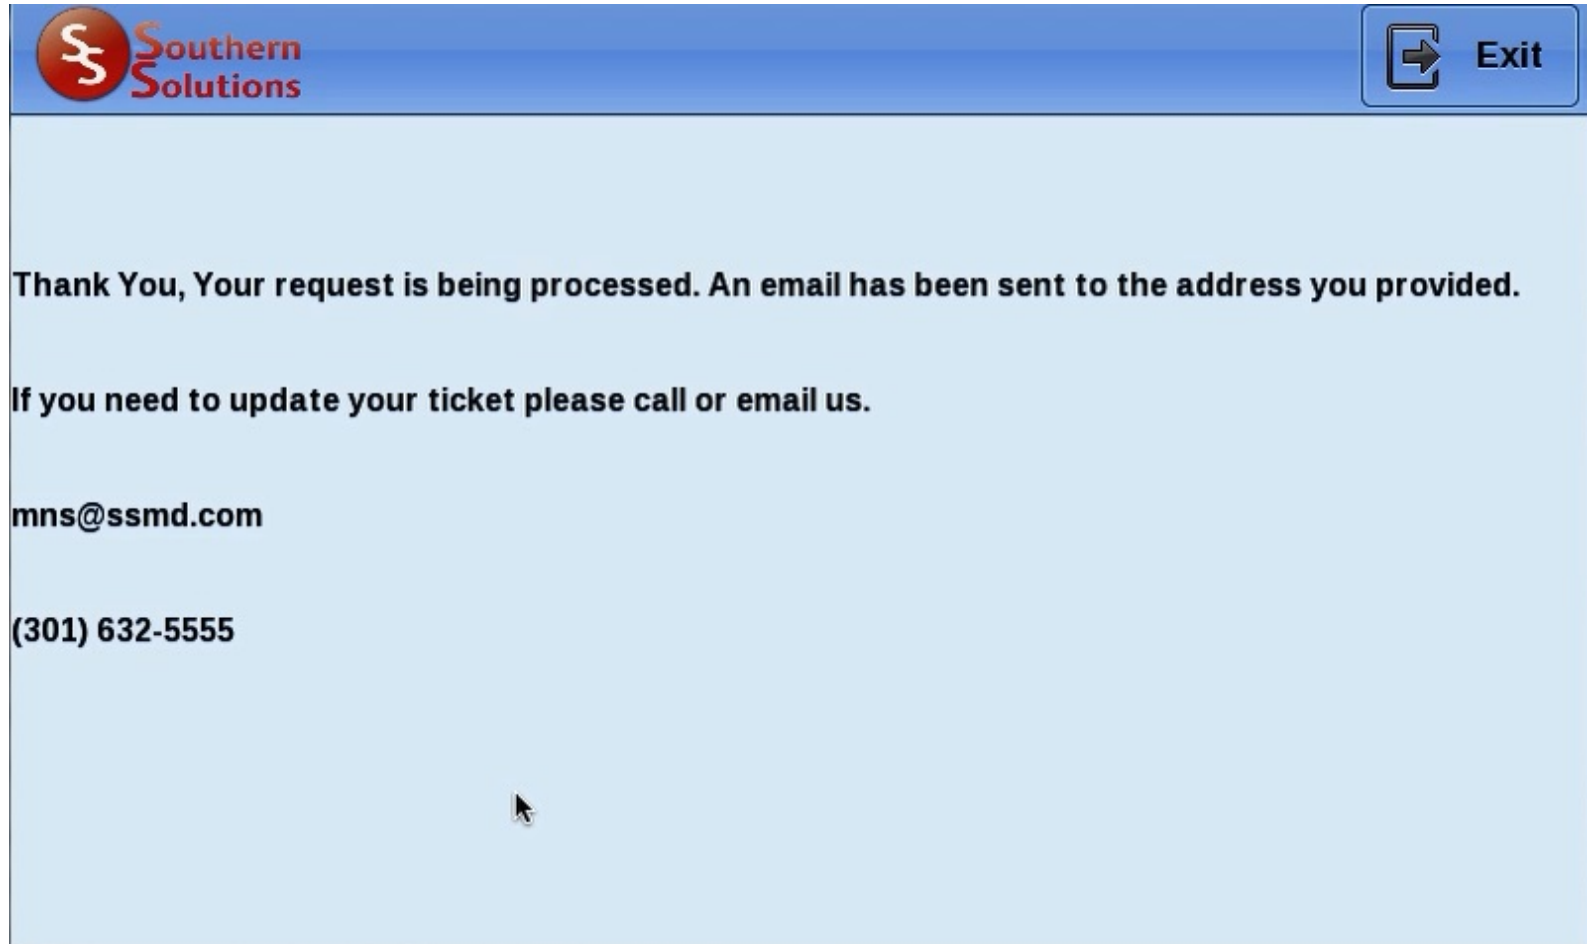 SS
Southern
Solutions
Exit
Thank You, Your request is being processed. An email has been sent to the address you provided.
If you need to update your ticket please call or email us.
mns@ssmd.com
(301) 632-5555